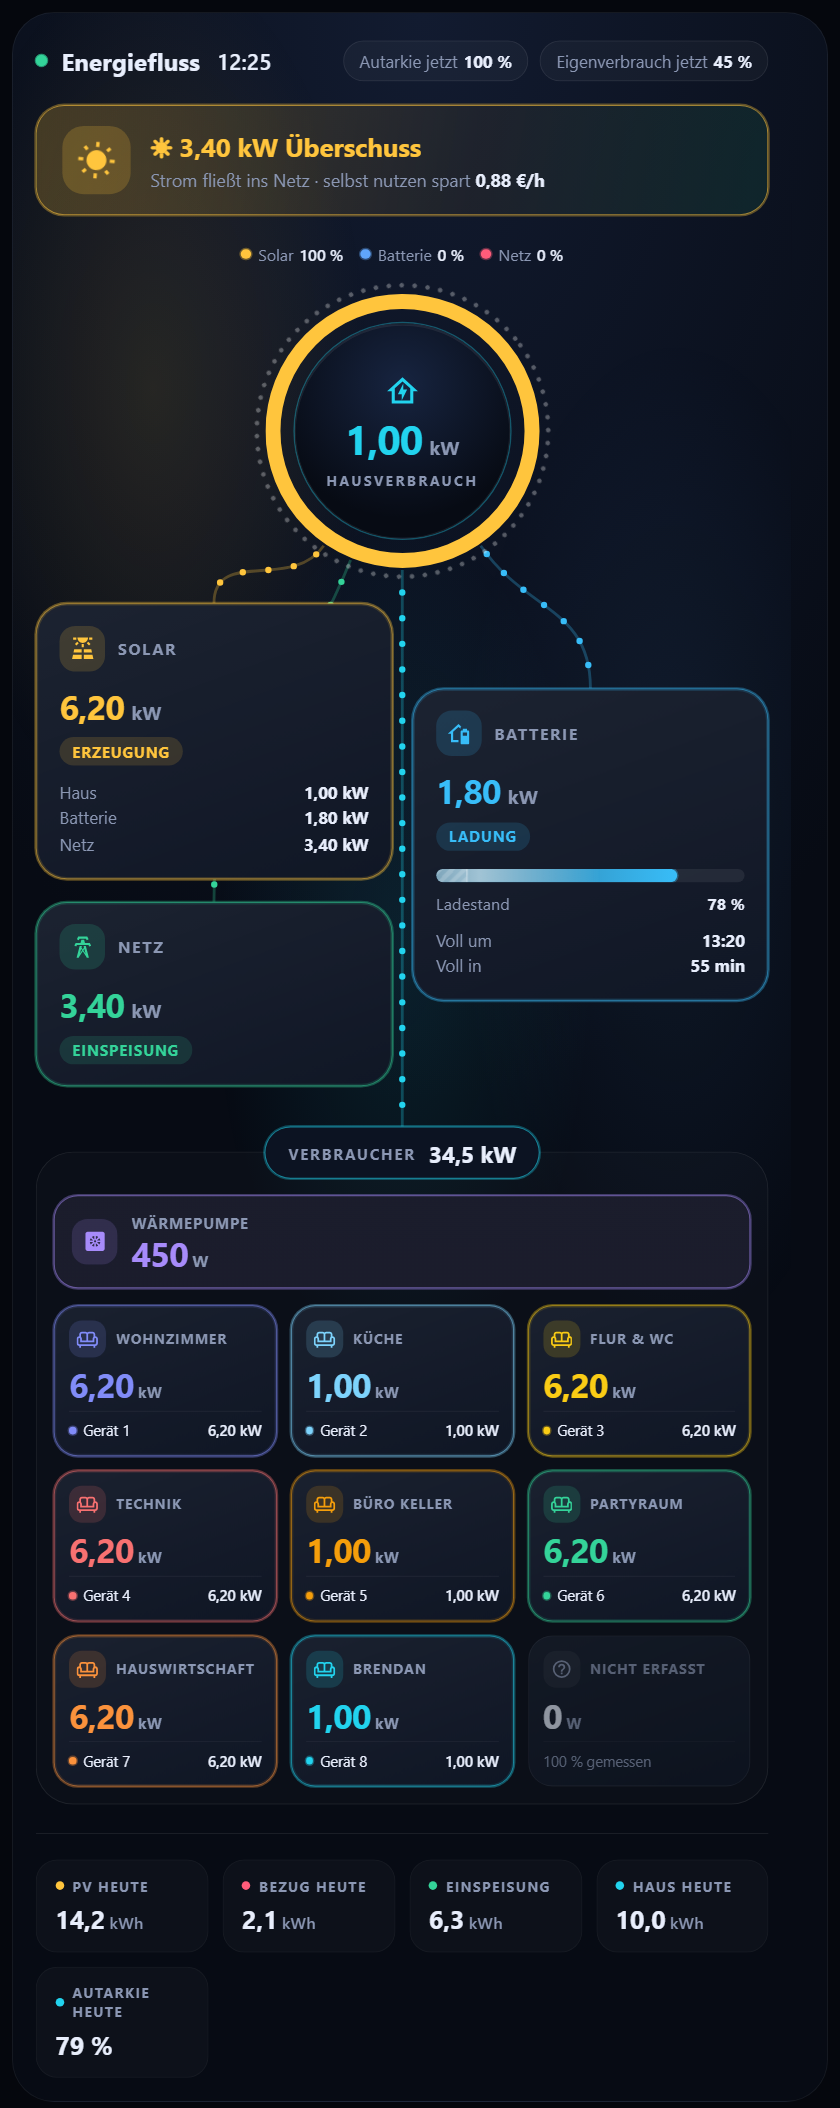 Energiefluss 12:25
Autarkie jetzt 100 %
Eigenverbrauch jetzt 45 %
3,40 kW Überschuss
Strom fließt ins Netz · selbst nutzen spart 0,88 €/h
Solar 100 %
Batterie 0 %
Netz 0 %
1,00 kW
HAUSVERBRAUCH
SOLAR
6,20 kW
ERZEUGUNG
Haus 1,00 kW
Batterie 1,80 kW
Netz 3,40 kW
BATTERIE
1,80 kW
LADUNG
Ladestand 78 %
Voll um 13:20
Voll in 55 min
NETZ
3,40 kW
EINSPEISUNG
VERBRAUCHER 34,5 kW
WÄRMEPUMPE
450 W
WOHNZIMMER
6,20 kW
Gerät 1 6,20 kW
KÜCHE
1,00 kW
Gerät 2 1,00 kW
FLUR & WC
6,20 kW
Gerät 3 6,20 kW
TECHNIK
6,20 kW
Gerät 4 6,20 kW
BÜRO KELLER
1,00 kW
Gerät 5 1,00 kW
PARTYRAUM
6,20 kW
Gerät 6 6,20 kW
HAUSWIRTSCHAFT
6,20 kW
Gerät 7 6,20 kW
BRENDAN
1,00 kW
Gerät 8 1,00 kW
NICHT ERFASST
0 W
100 % gemessen
PV HEUTE
14,2 kWh
BEZUG HEUTE
2,1 kWh
EINSPEISUNG
6,3 kWh
HAUS HEUTE
10,0 kWh
AUTARKIE
HEUTE
79 %